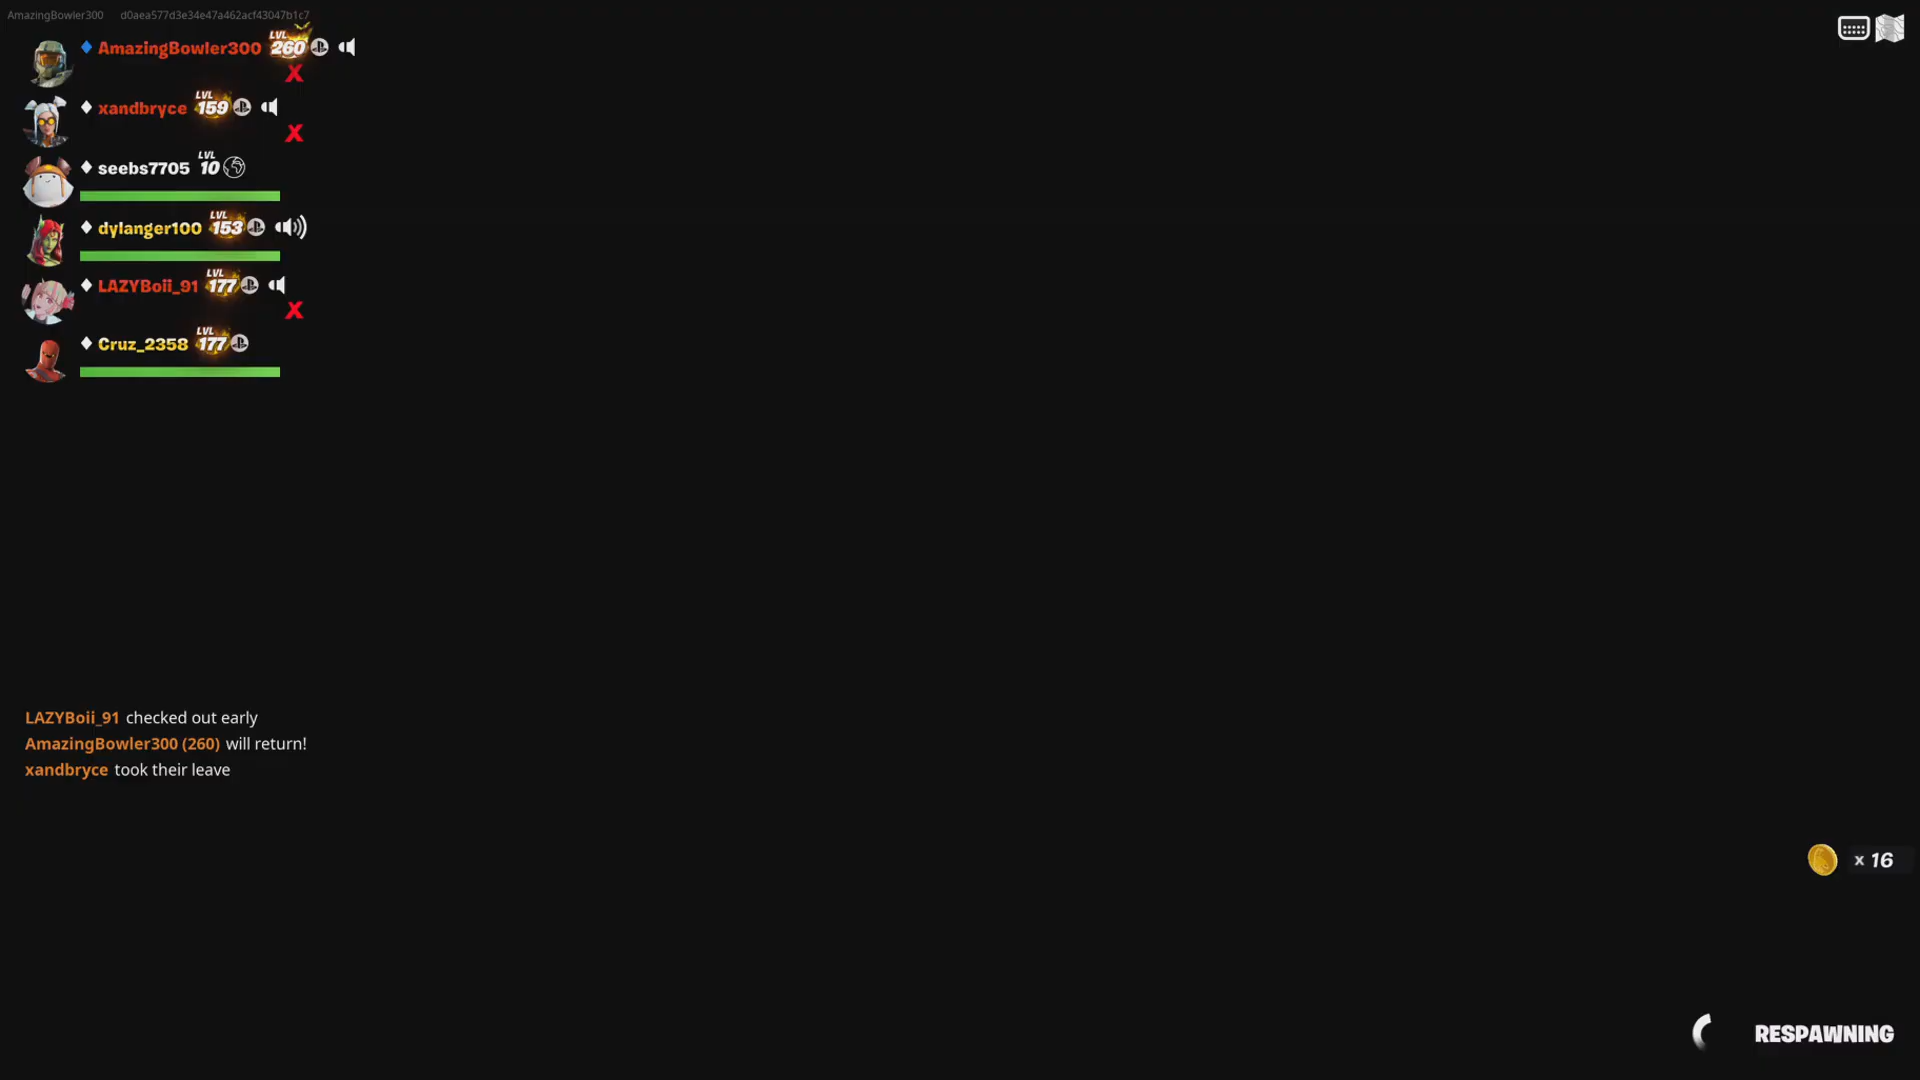 AmazingBowler300 d0aea577d3e34e47a462acf43047b1c7
AmazingBowler300 LVL 260
X
xandbryce LVL 159
X
seebs7705 LVL 10
dylanger100 LVL 153
LAZYBoii_91 LVL 177
X
Cruz_2358 LVL 177
LAZYBoii_91 checked out early
AmazingBowler300 (260) will return!
xandbryce took their leave
x 16
RESPAWNING